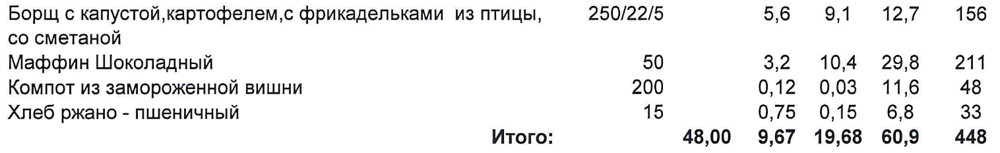 Борщ с капустой,картофелем,с фрикадельками из птицы, 250/22/5 5,6 9,1 12,7 156
со сметаной
Маффин Шоколадный 50 3,2 10,4 29,8 211
Компот из замороженной вишни 200 0,12 0,03 11,6 48
Хлеб ржано - пшеничный 15 0,75 0,15 6,8 33
Итого: 48,00 9,67 19,68 60,9 448